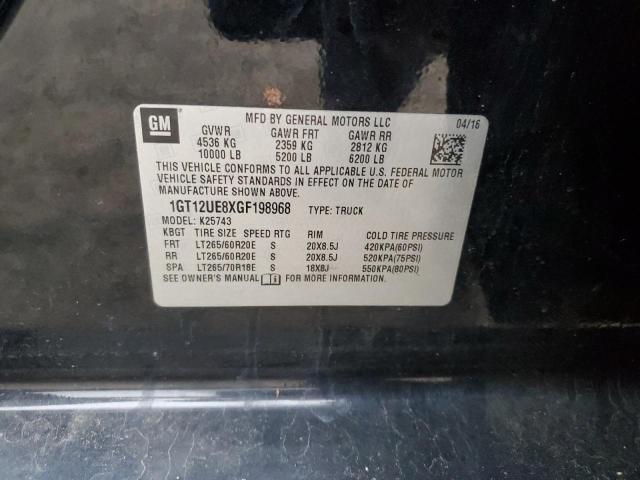 GM
MFD BY GENERAL MOTORS LLC
04/16
GVWR GAWR FRT GAWR RR
4536 KG 2359 KG 2812 KG
10000 LB 5200 LB 6200 LB
THIS VEHICLE CONFORMS TO ALL APPLICABLE U.S. FEDERAL MOTOR
VEHICLE SAFETY STANDARDS IN EFFECT ON THE DATE OF
MANUFACTURE SHOWN ABOVE.
1GT12UE8XGF198968 TYPE: TRUCK
MODEL: K25743
KBGT TIRE SIZE SPEED RTG RIM COLD TIRE PRESSURE
FRT LT265/60R20E S 20X8.5J 420KPA(60PSI)
RR LT265/60R20E S 20X8.5J 520KPA(75PSI)
SPA LT265/70R18E S 18X8J 550KPA(80PSI)
SEE OWNER'S MANUAL FOR MORE INFORMATION.